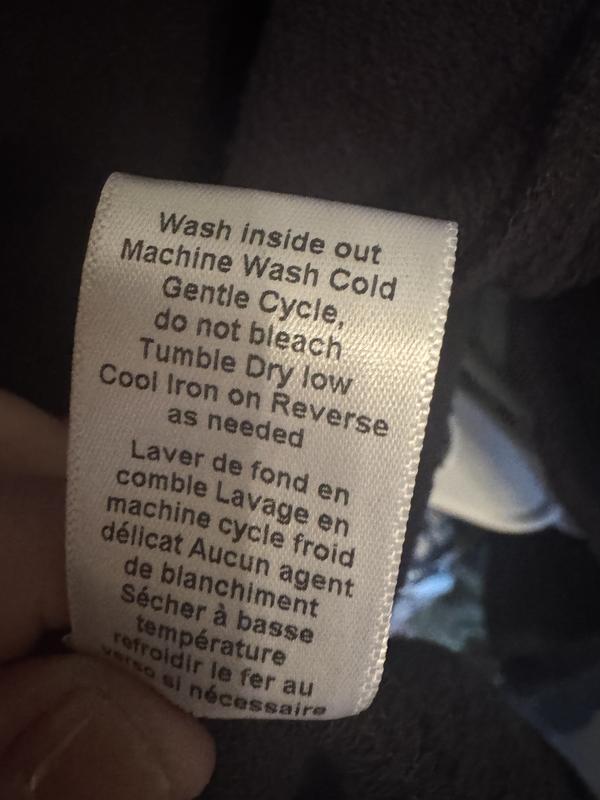 Wash inside out
Machine Wash Cold
Gentle Cycle,
do not bleach
Tumble Dry low
Cool Iron on Reverse
as needed
Laver de fond en
comble Lavage en
machine cycle froid
délicat Aucun agent
de blanchiment
Sécher à basse
température
refroidir le fer au
verso si nécessaire